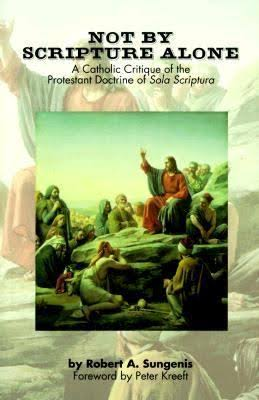 NOT BY
SCRIPTURE ALONE
A Catholic Critique of the
Protestant Doctrine of Sola Scriptura
by Robert A. Sungenis
Foreword by Peter Kreeft